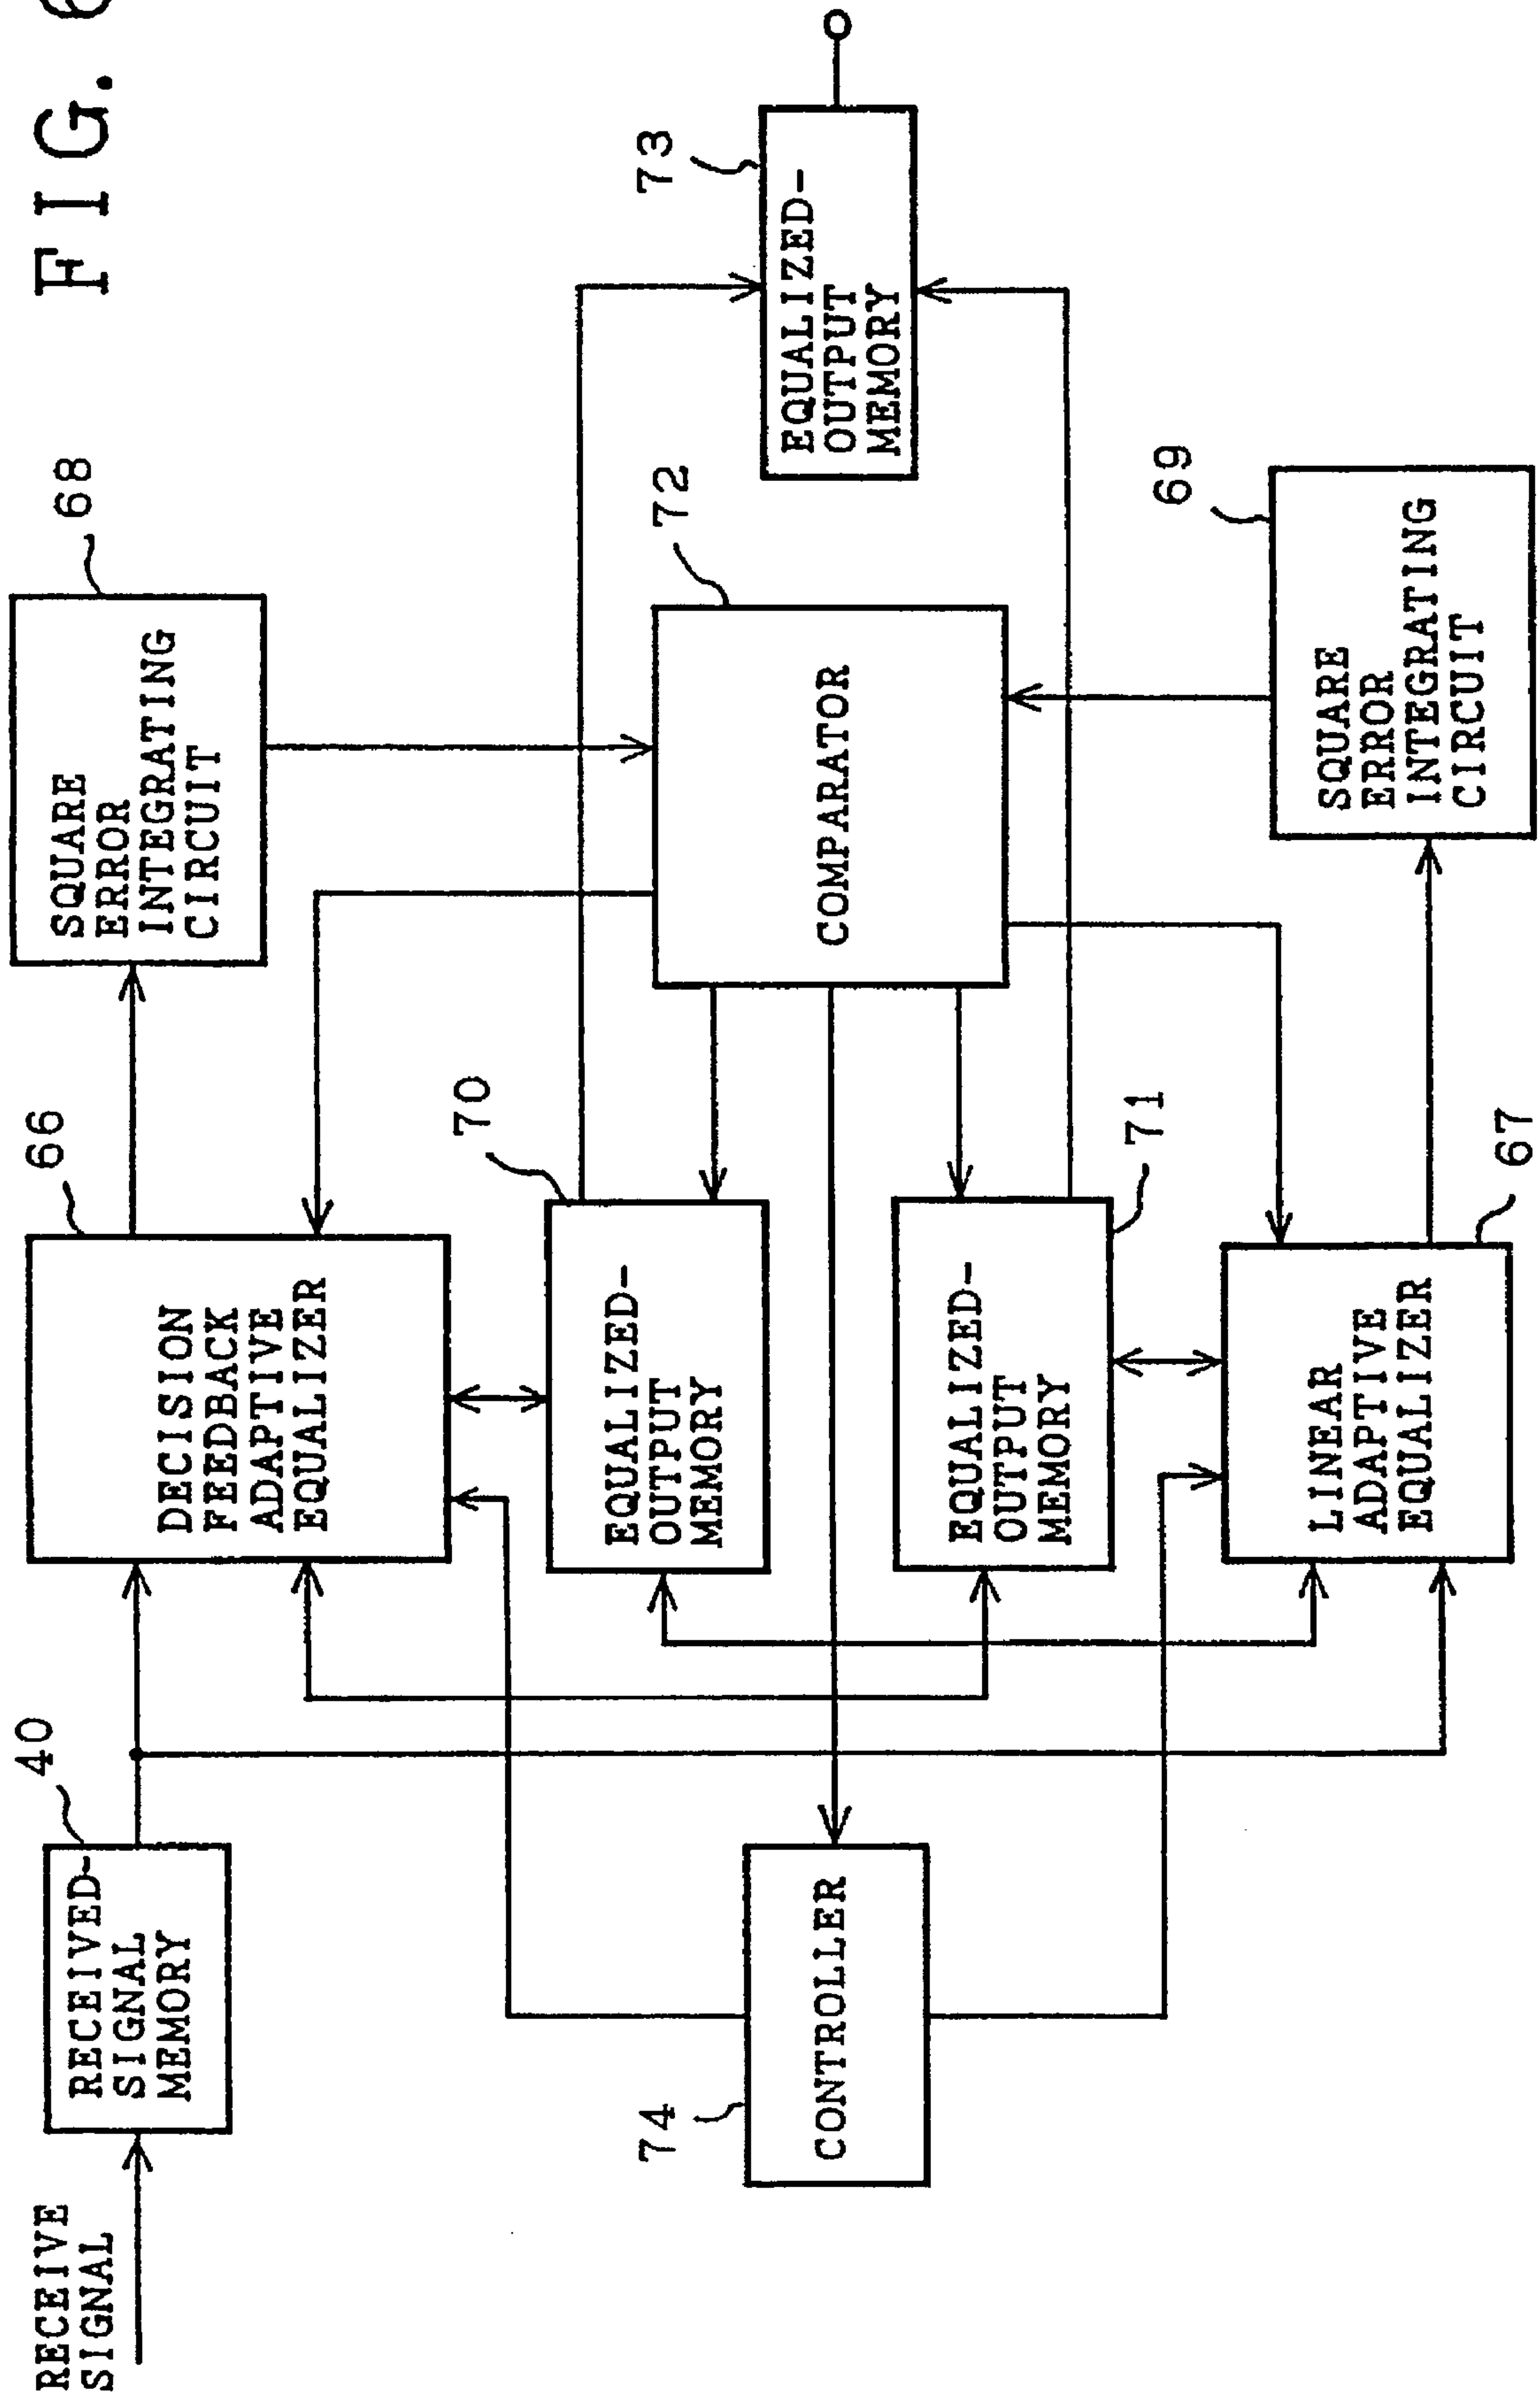 FIG. 6
RECEIVE
SIGNAL
40
RECEIVED-
SIGNAL
MEMORY
66
DECISION
FEEDBACK
ADAPTIVE
EQUALIZER
68
SQUARE
ERROR
INTEGRATING
CIRCUIT
70
EQUALIZED-
OUTPUT
MEMORY
72
COMPARATOR
73
EQUALIZED-
OUTPUT
MEMORY
74
CONTROLLER
71
EQUALIZED-
OUTPUT
MEMORY
67
LINEAR
ADAPTIVE
EQUALIZER
69
SQUARE
ERROR
INTEGRATING
CIRCUIT